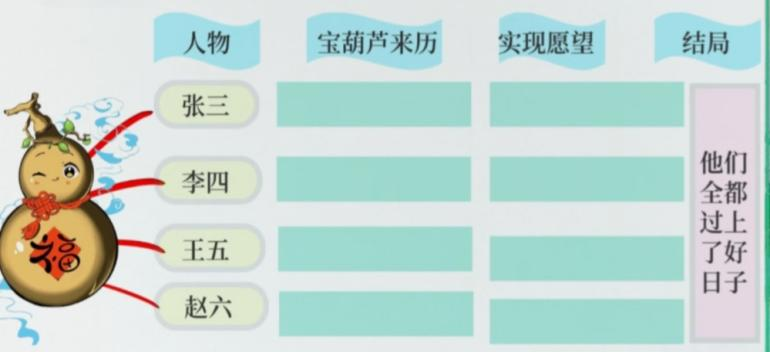 人物 宝葫芦来历 实现愿望 结局
张三
李四
王五
赵六
福
他们
全都
过上
了好
日子